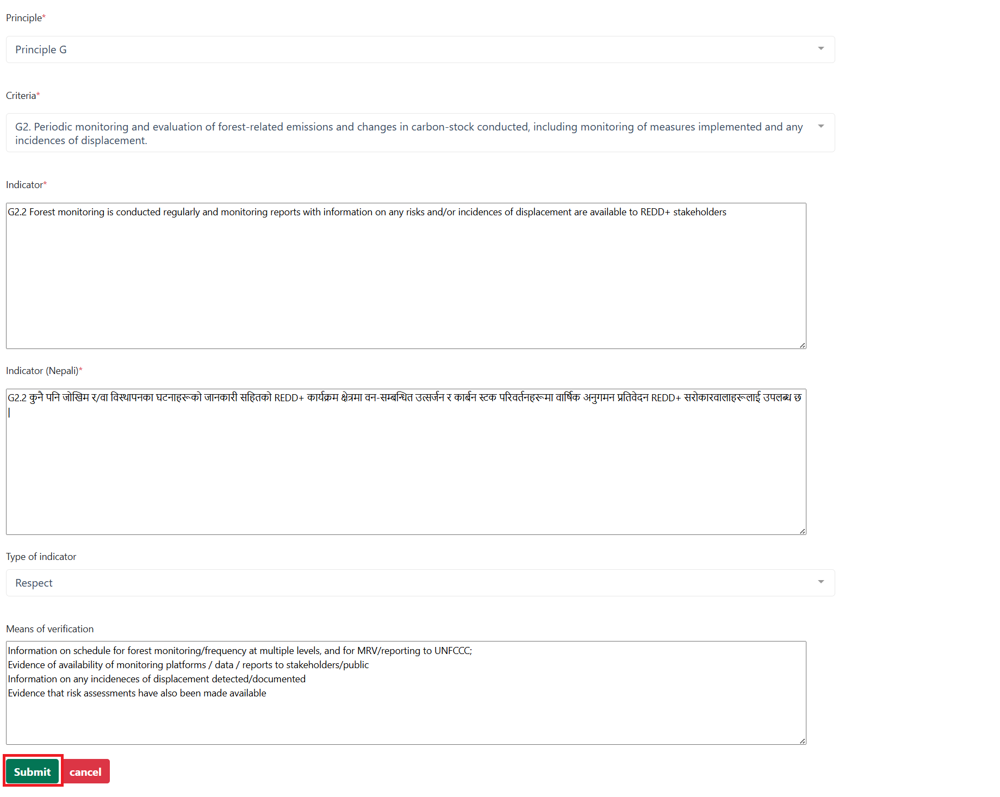 Principle*
Principle G
Criteria*
G2. Periodic monitoring and evaluation of forest-related emissions and changes in carbon-stock conducted, including monitoring of measures implemented and any
incidences of displacement.
Indicator*
G2.2 Forest monitoring is conducted regularly and monitoring reports with information on any risks and/or incidences of displacement are available to REDD+ stakeholders
Indicator (Nepali)*
G2.2 कुनै पनि जोखिम र/वा विस्थापनका घटनाहरूको जानकारी सहितको REDD+ कार्यक्रम क्षेत्रमा वन-सम्बन्धित उत्सर्जन र कार्बन स्टक परिवर्तनहरूमा वार्षिक अनुगमन प्रतिवेदन REDD+ सरोकारवालाहरूलाई उपलब्ध छ
|
Type of indicator
Respect
Means of verification
Information on schedule for forest monitoring/frequency at multiple levels, and for MRV/reporting to UNFCCC;
Evidence of availability of monitoring platforms / data / reports to stakeholders/public
Information on any incideneces of displacement detected/documented
Evidence that risk assessments have also been made available
Submit cancel